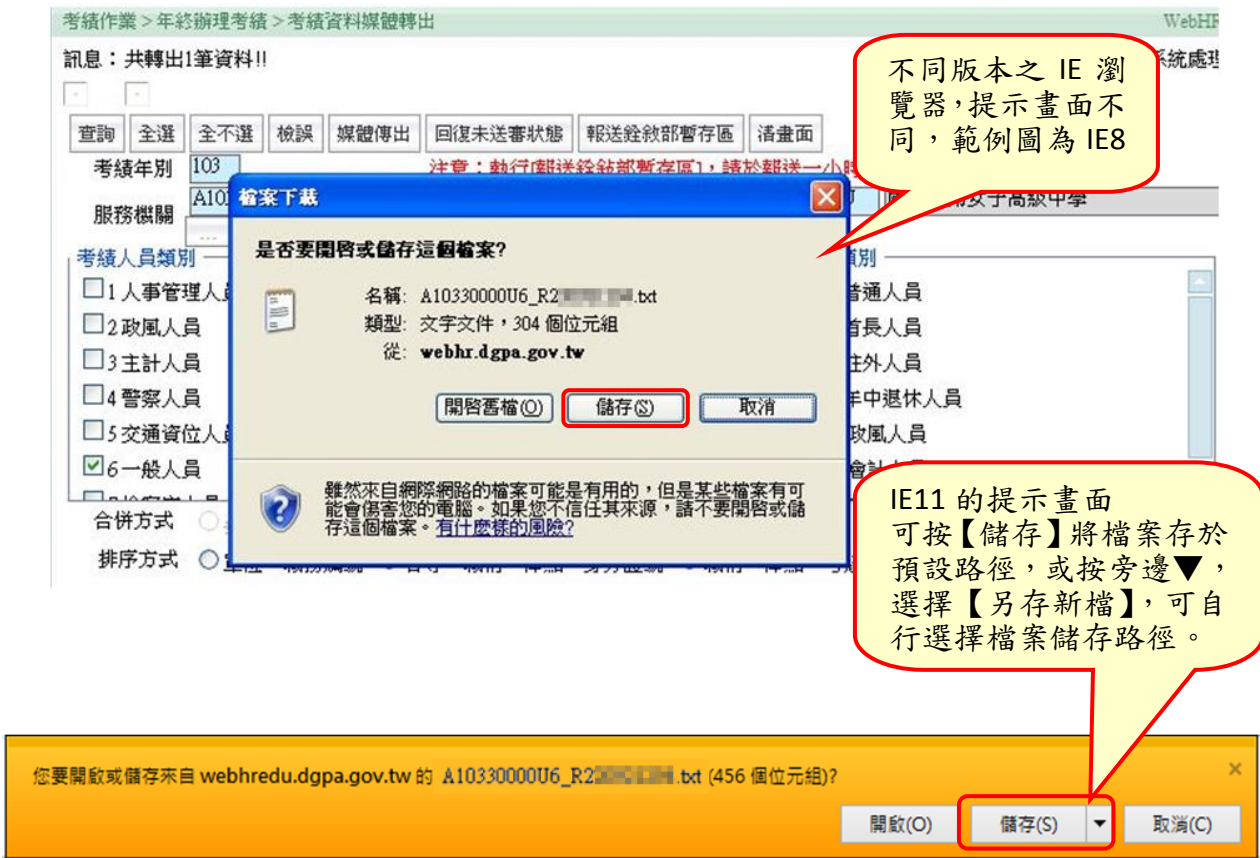 考績作業 > 年終辦理考績 > 考績資料媒體轉出
WebHR
訊息：共轉出1筆資料!!
系統處理
不同版本之 IE 瀏
覽器，提示畫面不
同，範例圖為 IE8
查詢 全選 全不選 檢誤 媒體傳出 回復未送審狀態 報送銓敘部暫存區 清畫面
考績年別 103
服務機關
女子高級中學
檔案下載
是否要開啓或儲存這個檔案?
名稱: A10330000U6_R2 .txt
類型: 文字文件，304 個位元組
從: webhr.dgpa.gov.tw
開啓舊檔(O) 儲存(S) 取消
雖然來自網際網路的檔案可能是有用的，但是某些檔案有可
能會傷害您的電腦。如果您不信任其來源，請不要開啓或儲
存這個檔案。有什麼樣的風險?
考績人員類別
1 人事管理人員
2 政風人員
3 主計人員
4 警察人員
5 交通資位人員
6 一般人員
普通人員
首長人員
駐外人員
年中退休人員
政風人員
合併方式
排序方式
IE11 的提示畫面
可按【儲存】將檔案存於
預設路徑，或按旁邊▼，
選擇【另存新檔】，可自
行選擇檔案儲存路徑。
您要開啟或儲存來自 webhredu.dgpa.gov.tw 的 A10330000U6_R2 .txt (456 個位元組)?
×
開啟(O) 儲存(S) ▼ 取消(C)